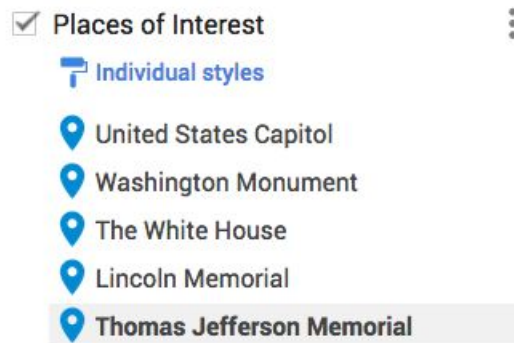 Places of Interest
Individual styles
United States Capitol
Washington Monument
The White House
Lincoln Memorial
Thomas Jefferson Memorial